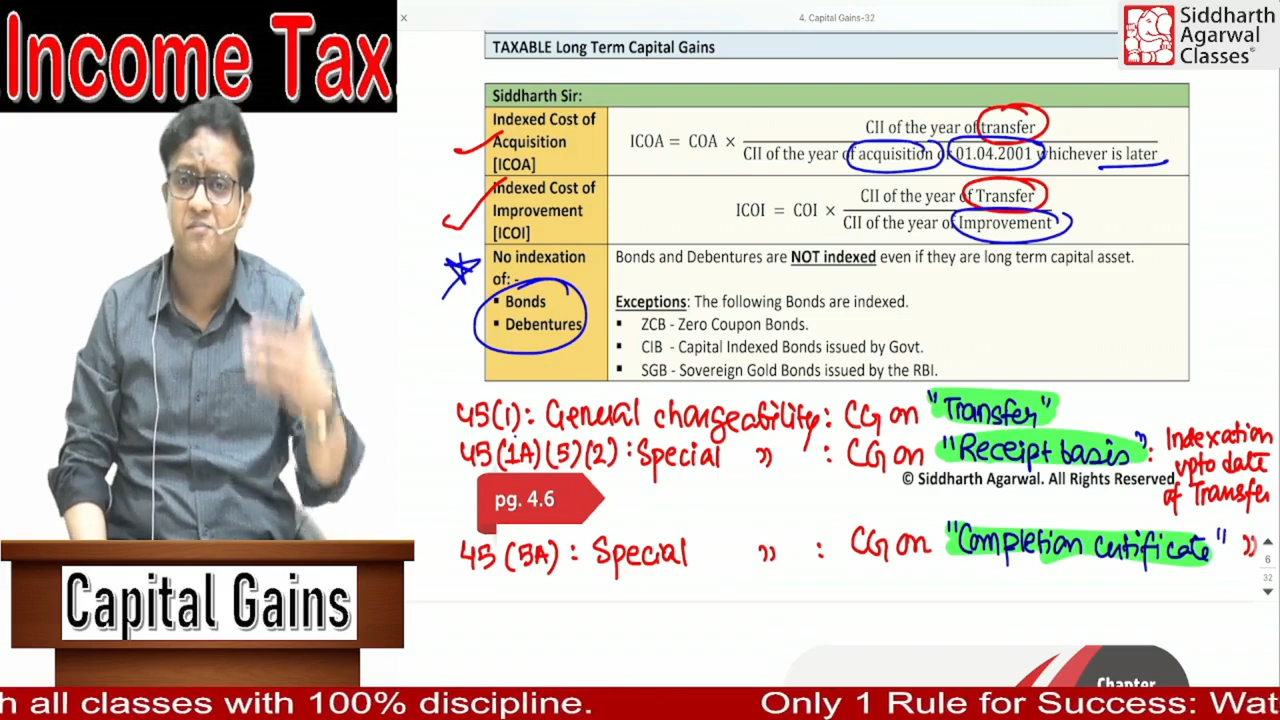 Income Tax
4. Capital Gains-32
Siddharth
Agarwal
Classes®
TAXABLE Long Term Capital Gains
Siddharth Sir:
Indexed Cost of
Acquisition
[ICOA]
ICOA = COA × CII of the year of transfer
CII of the year of acquisition or 01.04.2001 whichever is later
Indexed Cost of
Improvement
[ICOI]
ICOI = COI × CII of the year of Transfer
CII of the year of Improvement
No indexation
of: -
▪ Bonds
▪ Debentures
Bonds and Debentures are NOT indexed even if they are long term capital asset.
Exceptions: The following Bonds are indexed.
▪ ZCB - Zero Coupon Bonds.
▪ CIB - Capital Indexed Bonds issued by Govt.
▪ SGB - Sovereign Gold Bonds issued by the RBI.
45(1): General chargeability: CG on "Transfer"
45(1A)(5)(2): Special " : CG on "Receipt basis" : Indexation
upto date
of Transfer
© Siddharth Agarwal. All Rights Reserved
pg. 4.6
45(5A): Special " : CG on "Completion certificate" "
6
32
Capital Gains
Chapter
h all classes with 100% discipline. Only 1 Rule for Success: Wat